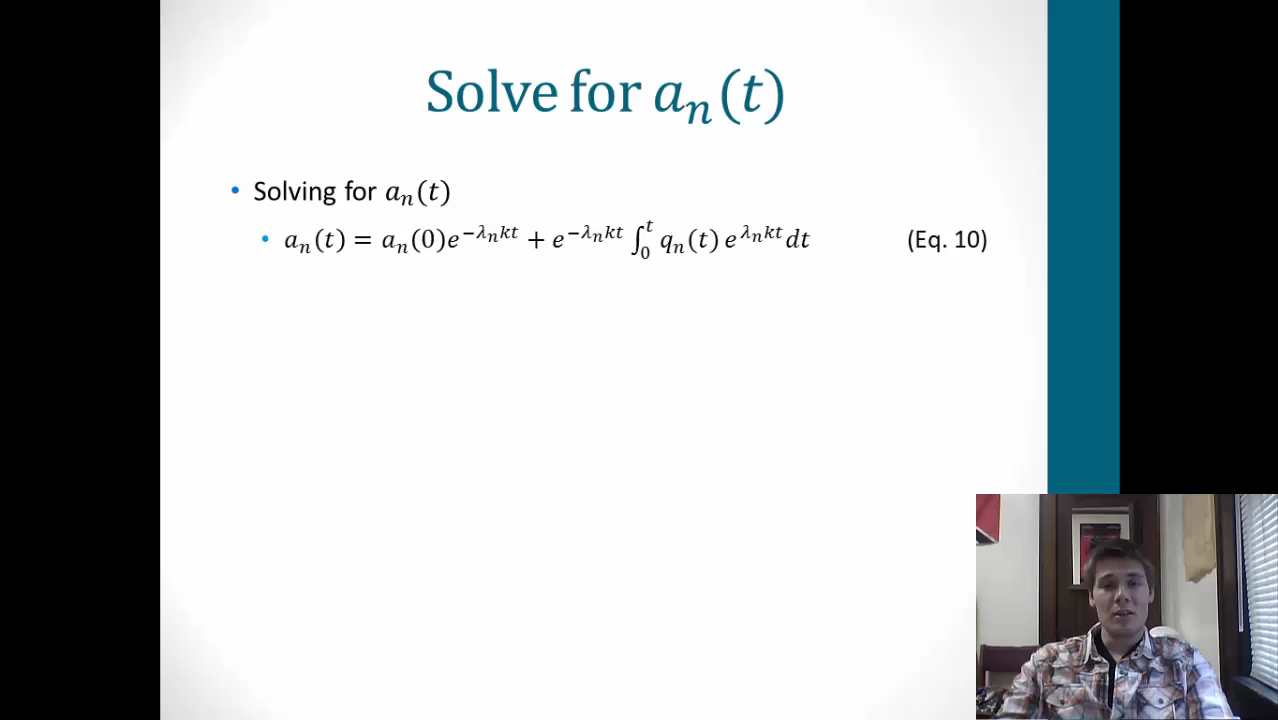 Solve for aₙ(t)
• Solving for aₙ(t)
• aₙ(t) = aₙ(0)e^{−λₙkt} + e^{−λₙkt} ∫₀ᵗ qₙ(t) e^{λₙkt}dt (Eq. 10)